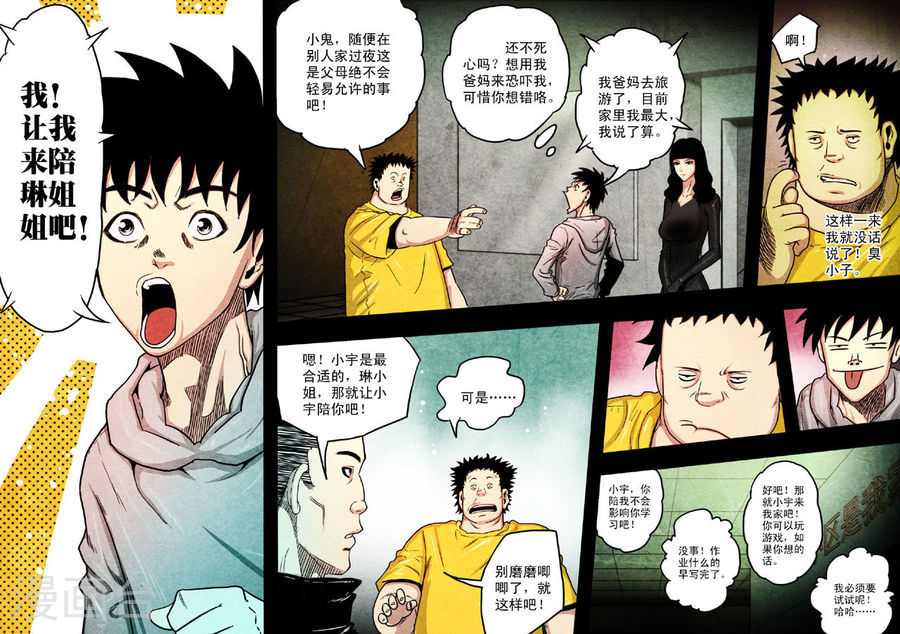 我！
让我
来陪
琳姐
姐吧！
小鬼，随便在
别人家过夜这
是父母绝不会
轻易允许的事
吧！
还不死
心吗？想用我
爸妈来恐吓我，
可惜你想错咯。
我爸妈去旅
游了，目前
家里我最大，
我说了算。
啊！
这样一来
我就没话
说了！臭
小子。
嗯！小宇是最
合适的，琳小
姐，那就让小
宇陪你吧！
可是……
别磨磨唧
唧了，就
这样吧！
小宇，你
陪我不会
影响你学
习吧！
没事！作
业什么的
早写完了。
好吧！那
就小宇来
我家吧！
你可以玩
游戏，如
果你想的
话。
我必须要
试试呢！
哈哈……
区是我
漫画台